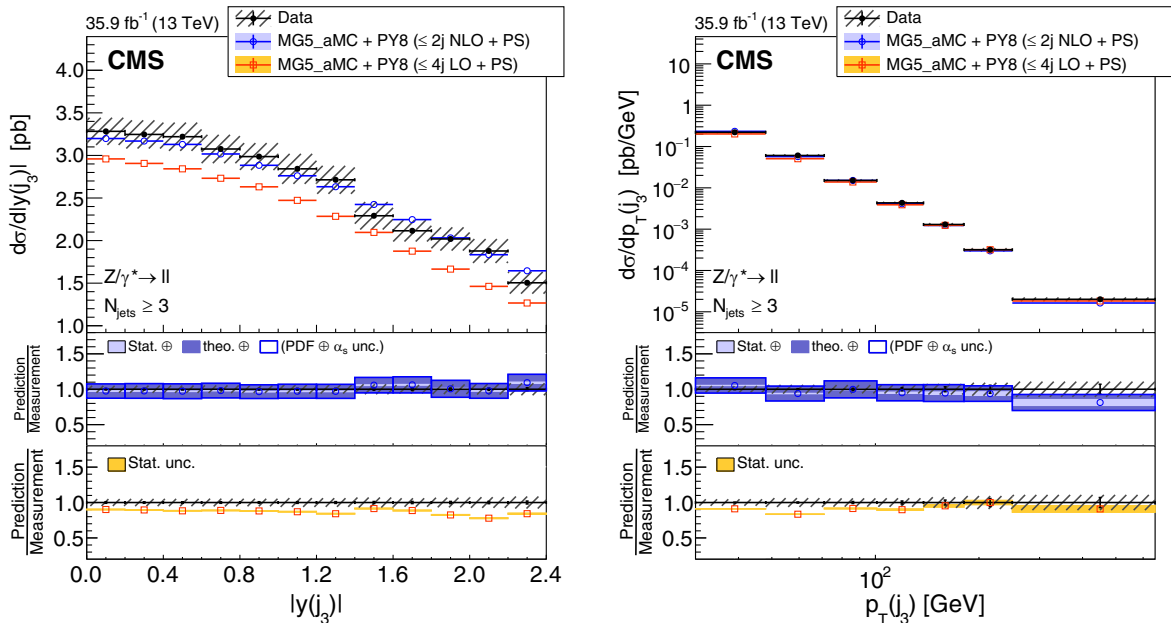 35.9 fb⁻¹ (13 TeV)
Data
MG5_aMC + PY8 (≤ 2j NLO + PS)
MG5_aMC + PY8 (≤ 4j LO + PS)
CMS
dσ/d|y(j₃)| [pb]
4.0
3.5
3.0
2.5
2.0
1.5
1.0
Z/γ*→ ll
N_jets ≥ 3
Prediction
Measurement
Stat. ⊕ theo. ⊕ (PDF ⊕ αₛ unc.)
1.5
1.0
0.5
Prediction
Measurement
Stat. unc.
1.5
1.0
0.5
0.0 0.4 0.8 1.2 1.6 2.0 2.4
|y(j₃)|
35.9 fb⁻¹ (13 TeV)
Data
MG5_aMC + PY8 (≤ 2j NLO + PS)
MG5_aMC + PY8 (≤ 4j LO + PS)
CMS
dσ/dp_T(j₃) [pb/GeV]
10
1
10⁻¹
10⁻²
10⁻³
10⁻⁴
10⁻⁵
Z/γ*→ ll
N_jets ≥ 3
Prediction
Measurement
Stat. ⊕ theo. ⊕ (PDF ⊕ αₛ unc.)
1.5
1.0
0.5
Prediction
Measurement
Stat. unc.
1.5
1.0
0.5
10²
p_T(j₃) [GeV]